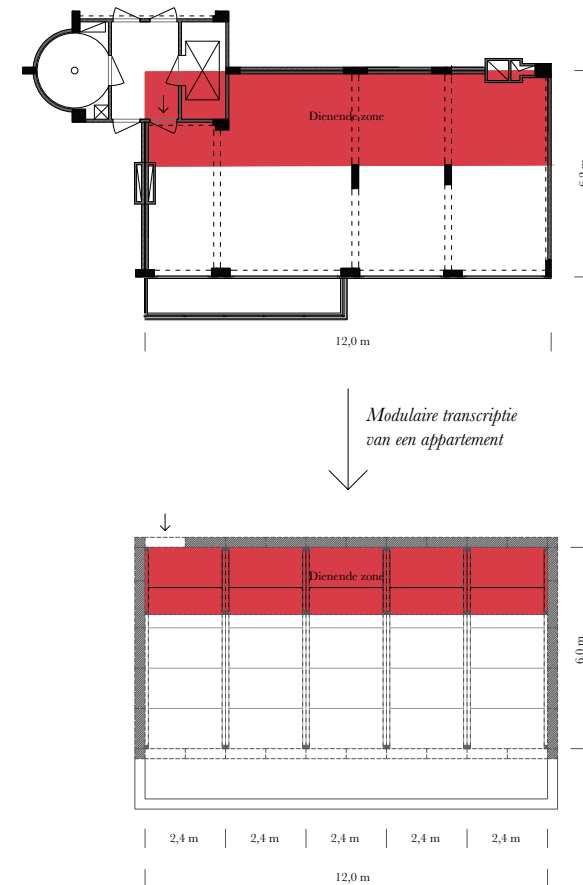 Dienende zone
12,0 m
Modulaire transcriptie
van een appartement
Dienende zone
6,0 m
2,4 m 2,4 m 2,4 m 2,4 m 2,4 m
12,0 m